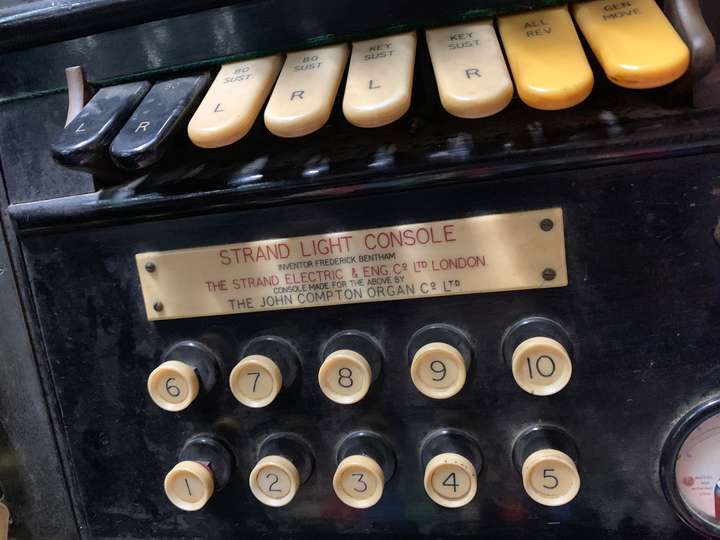 L
R
BO
SUST
L
BO
SUST
R
KEY
SUST
L
KEY
SUST
R
ALL
REV
GEN
MOVE
STRAND LIGHT CONSOLE
INVENTOR FREDERICK BENTHAM
THE STRAND ELECTRIC & ENG. Cº LTD LONDON.
CONSOLE MADE FOR THE ABOVE BY
THE JOHN COMPTON ORGAN Cº LTD
6 7 8 9 10
1 2 3 4 5